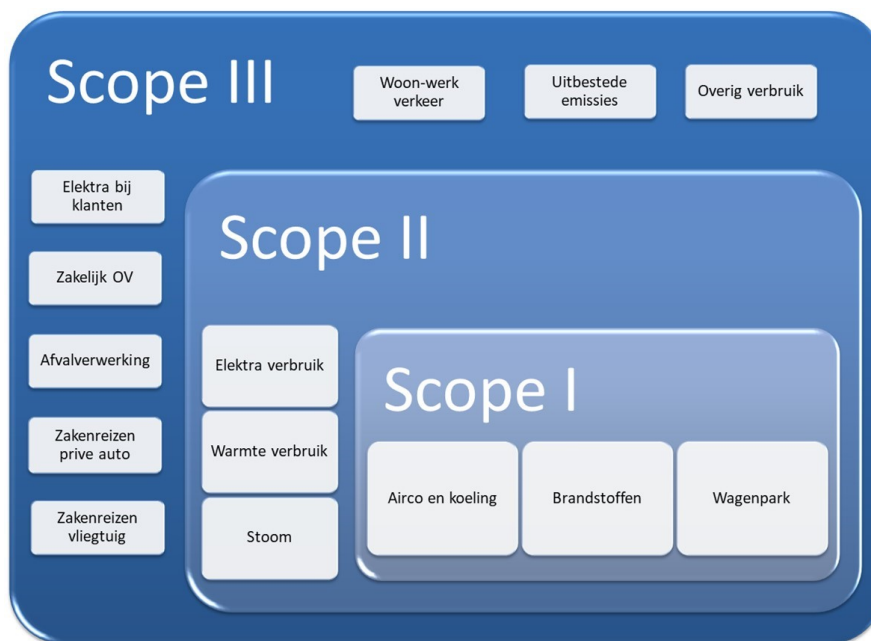 Scope III
Woon-werk
verkeer
Uitbestede
emissies
Overig verbruik
Elektra bij
klanten
Zakelijk OV
Afvalverwerking
Zakenreizen
prive auto
Zakenreizen
vliegtuig
Scope II
Elektra verbruik
Warmte verbruik
Stoom
Scope I
Airco en koeling
Brandstoffen
Wagenpark